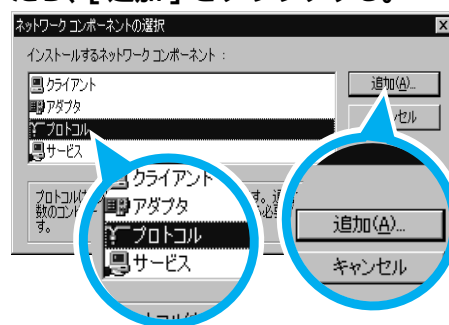 ネットワーク コンポーネントの選択
インストールするネットワーク コンポーネント：
クライアント
アダプタ
プロトコル
サービス
追加(A)...
クライアント
アダプタ
プロトコル
サービス
追加(A)...
キャンセル
す。